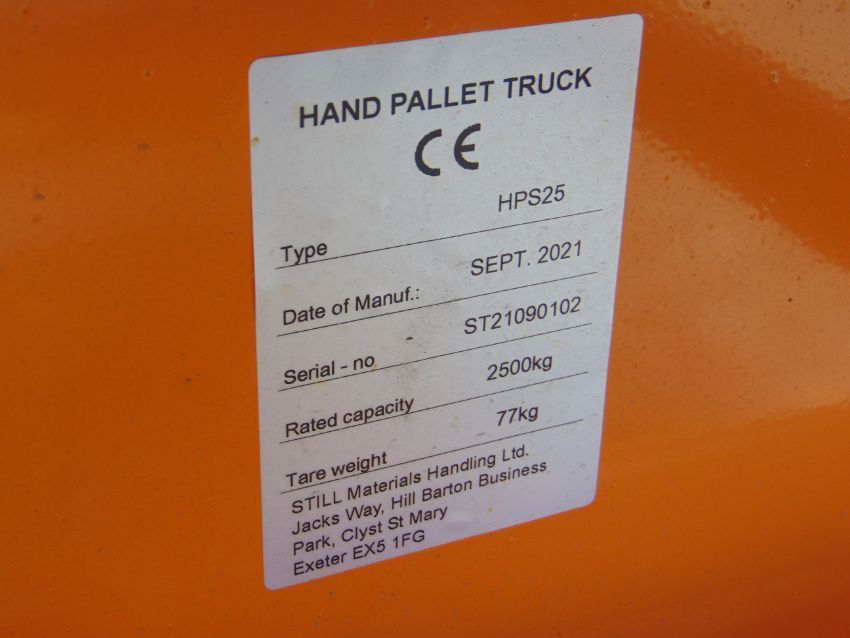 HAND PALLET TRUCK
CE
Type HPS25
Date of Manuf.: SEPT. 2021
Serial - no ST21090102
Rated capacity 2500kg
Tare weight 77kg
STILL Materials Handling Ltd.
Jacks Way, Hill Barton Business
Park, Clyst St Mary
Exeter EX5 1FG